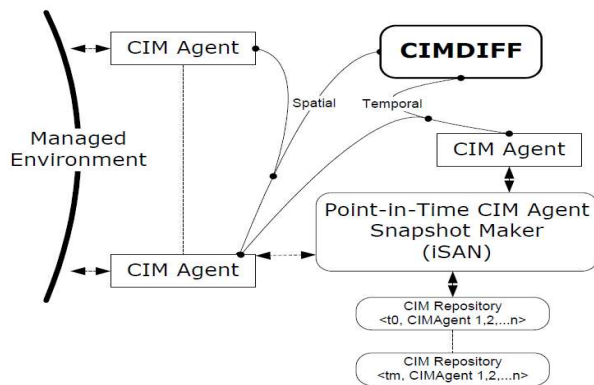 CIM Agent
CIMDIFF
Spatial
Temporal
Managed
Environment
CIM Agent
Point-in-Time CIM Agent
Snapshot Maker
(iSAN)
CIM Agent
CIM Repository
<t0, CIMAgent 1,2,...n>
CIM Repository
<tm, CIMAgent 1,2,...n>